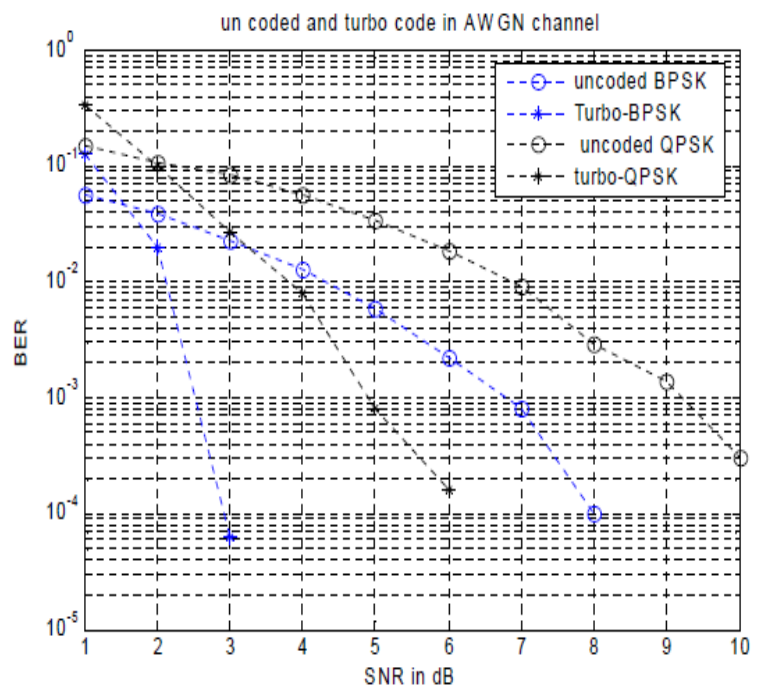 un coded and turbo code in AWGN channel
uncoded BPSK
Turbo-BPSK
uncoded QPSK
turbo-QPSK
10^0
10^-1
10^-2
10^-3
10^-4
10^-5
BER
1 2 3 4 5 6 7 8 9 10
SNR in dB